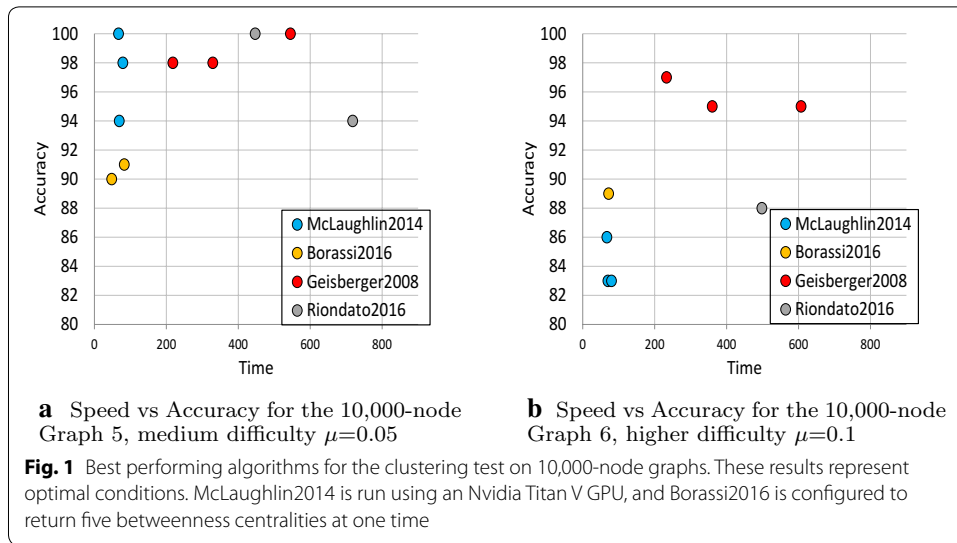 100
98
96
94
92
90
88
86
84
82
80
Accuracy
0
200
400
600
800
Time
McLaughlin2014
Borassi2016
Geisberger2008
Riondato2016
a Speed vs Accuracy for the 10,000-node
Graph 5, medium difficulty μ=0.05
100
98
96
94
92
90
88
86
84
82
80
Accuracy
0
200
400
600
800
Time
McLaughlin2014
Borassi2016
Geisberger2008
Riondato2016
b Speed vs Accuracy for the 10,000-node
Graph 6, higher difficulty μ=0.1
Fig. 1 Best performing algorithms for the clustering test on 10,000-node graphs. These results represent
optimal conditions. McLaughlin2014 is run using an Nvidia Titan V GPU, and Borassi2016 is configured to
return five betweenness centralities at one time